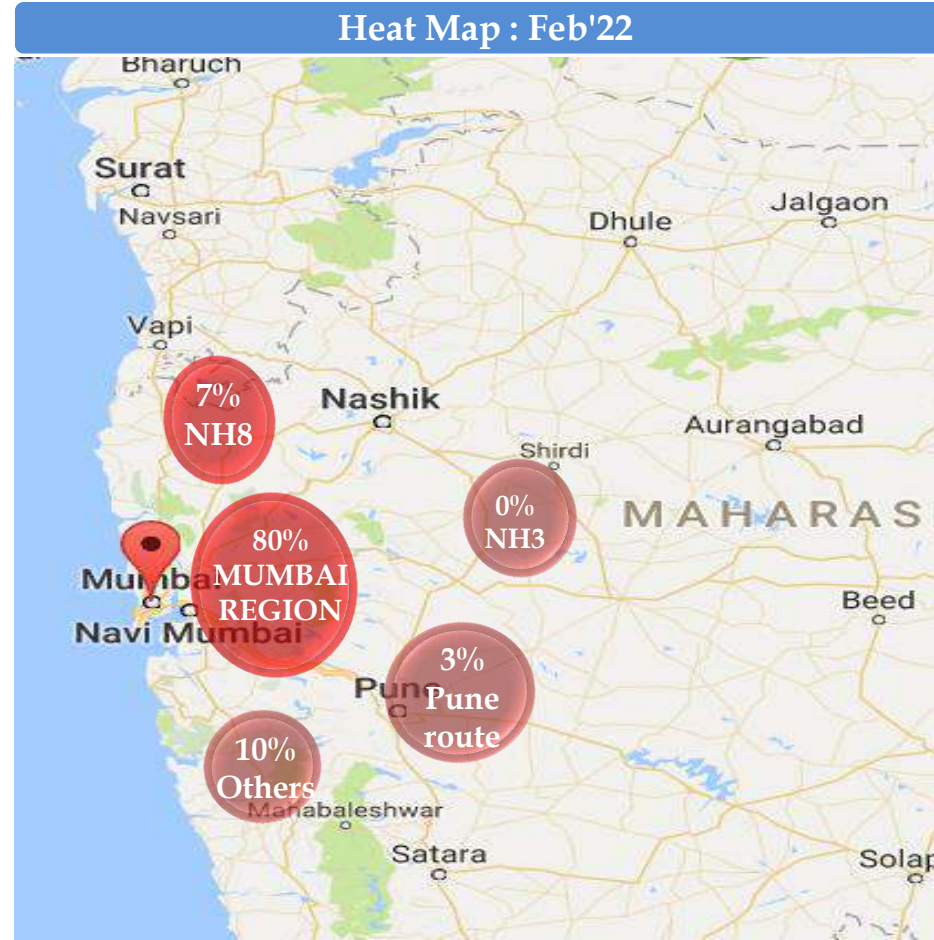 Heat Map : Feb'22
Bharuch
Surat
Navsari
Dhule
Jalgaon
Vapi
7%
NH8
Nashik
Aurangabad
Shirdi
0%
NH3
MAHARAS
80%
MUMBAI
REGION
Mumbai
Navi Mumbai
Beed
3%
Pune
route
Pune
10%
Others
Mahabaleshwar
Satara
Solap